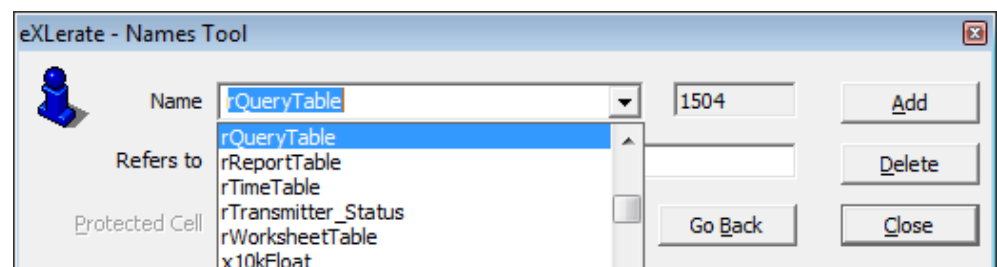 eXLerate - Names Tool
Name rQueryTable 1504 Add
rQueryTable
Refers to rReportTable Delete
rTimeTable
rTransmitter_Status
Protected Cell rWorksheetTable Go Back Close
x10kFloat